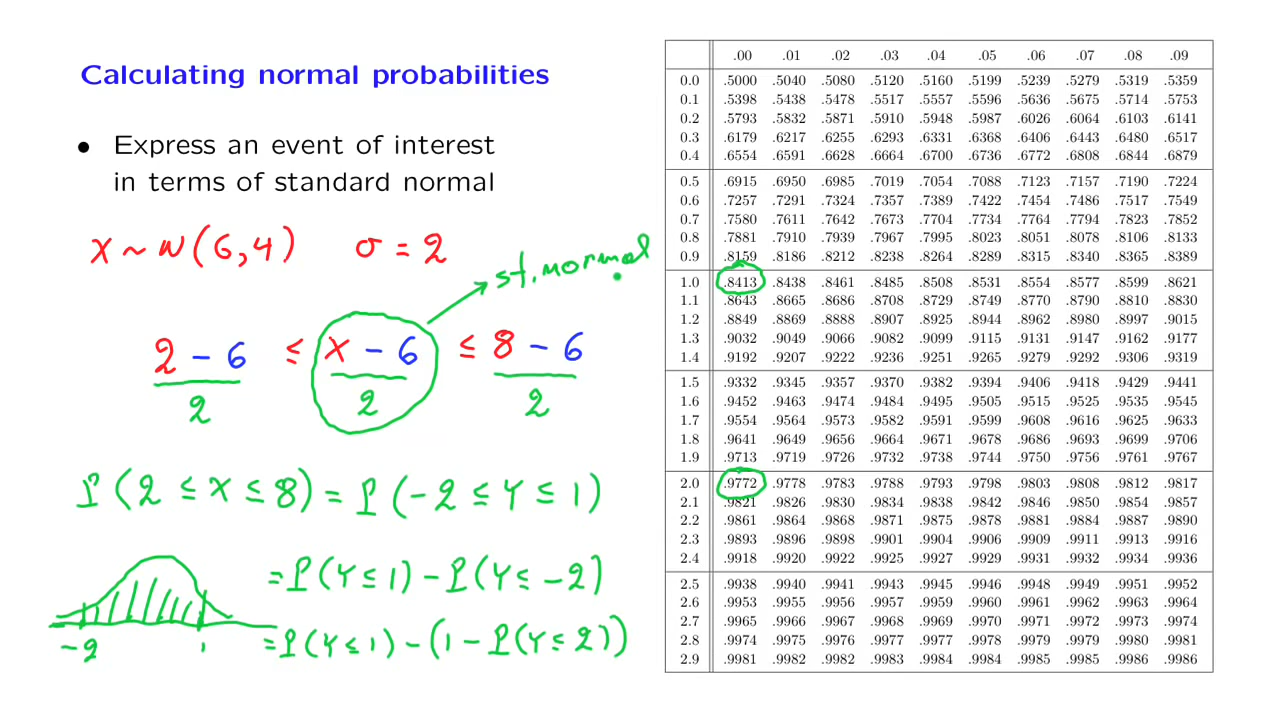 Calculating normal probabilities
• Express an event of interest
in terms of standard normal
X ~ N(6,4) σ = 2
st. normal
2 - 6 ≤ X - 6 ≤ 8 - 6
2 2 2
P(2 ≤ X ≤ 8) = P(-2 ≤ Y ≤ 1)
= P(Y ≤ 1) - P(Y ≤ -2)
= P(Y ≤ 1) - (1 - P(Y ≤ 2))
-2 1
.00 .01 .02 .03 .04 .05 .06 .07 .08 .09
0.0 .5000 .5040 .5080 .5120 .5160 .5199 .5239 .5279 .5319 .5359
0.1 .5398 .5438 .5478 .5517 .5557 .5596 .5636 .5675 .5714 .5753
0.2 .5793 .5832 .5871 .5910 .5948 .5987 .6026 .6064 .6103 .6141
0.3 .6179 .6217 .6255 .6293 .6331 .6368 .6406 .6443 .6480 .6517
0.4 .6554 .6591 .6628 .6664 .6700 .6736 .6772 .6808 .6844 .6879
0.5 .6915 .6950 .6985 .7019 .7054 .7088 .7123 .7157 .7190 .7224
0.6 .7257 .7291 .7324 .7357 .7389 .7422 .7454 .7486 .7517 .7549
0.7 .7580 .7611 .7642 .7673 .7704 .7734 .7764 .7794 .7823 .7852
0.8 .7881 .7910 .7939 .7967 .7995 .8023 .8051 .8078 .8106 .8133
0.9 .8159 .8186 .8212 .8238 .8264 .8289 .8315 .8340 .8365 .8389
1.0 .8413 .8438 .8461 .8485 .8508 .8531 .8554 .8577 .8599 .8621
1.1 .8643 .8665 .8686 .8708 .8729 .8749 .8770 .8790 .8810 .8830
1.2 .8849 .8869 .8888 .8907 .8925 .8944 .8962 .8980 .8997 .9015
1.3 .9032 .9049 .9066 .9082 .9099 .9115 .9131 .9147 .9162 .9177
1.4 .9192 .9207 .9222 .9236 .9251 .9265 .9279 .9292 .9306 .9319
1.5 .9332 .9345 .9357 .9370 .9382 .9394 .9406 .9418 .9429 .9441
1.6 .9452 .9463 .9474 .9484 .9495 .9505 .9515 .9525 .9535 .9545
1.7 .9554 .9564 .9573 .9582 .9591 .9599 .9608 .9616 .9625 .9633
1.8 .9641 .9649 .9656 .9664 .9671 .9678 .9686 .9693 .9699 .9706
1.9 .9713 .9719 .9726 .9732 .9738 .9744 .9750 .9756 .9761 .9767
2.0 .9772 .9778 .9783 .9788 .9793 .9798 .9803 .9808 .9812 .9817
2.1 .9821 .9826 .9830 .9834 .9838 .9842 .9846 .9850 .9854 .9857
2.2 .9861 .9864 .9868 .9871 .9875 .9878 .9881 .9884 .9887 .9890
2.3 .9893 .9896 .9898 .9901 .9904 .9906 .9909 .9911 .9913 .9916
2.4 .9918 .9920 .9922 .9925 .9927 .9929 .9931 .9932 .9934 .9936
2.5 .38 .9940 .9941 .9943 .9945 .9946 .9948 .9949 .9951 .9952
2.6 .9953 .9955 .9956 .9957 .9959 .9960 .9961 .9962 .9963 .9964
2.7 .9965 .9966 .9967 .9968 .9969 .9970 .9971 .9972 .9973 .9974
2.8 .974 .9975 .9976 .9977 .9977 .9978 .9979 .9979 .9980 .9981
2.9 .9981 .9982 .9982 .9983 .9984 .9984 .9985 .9985 .9986 .9986